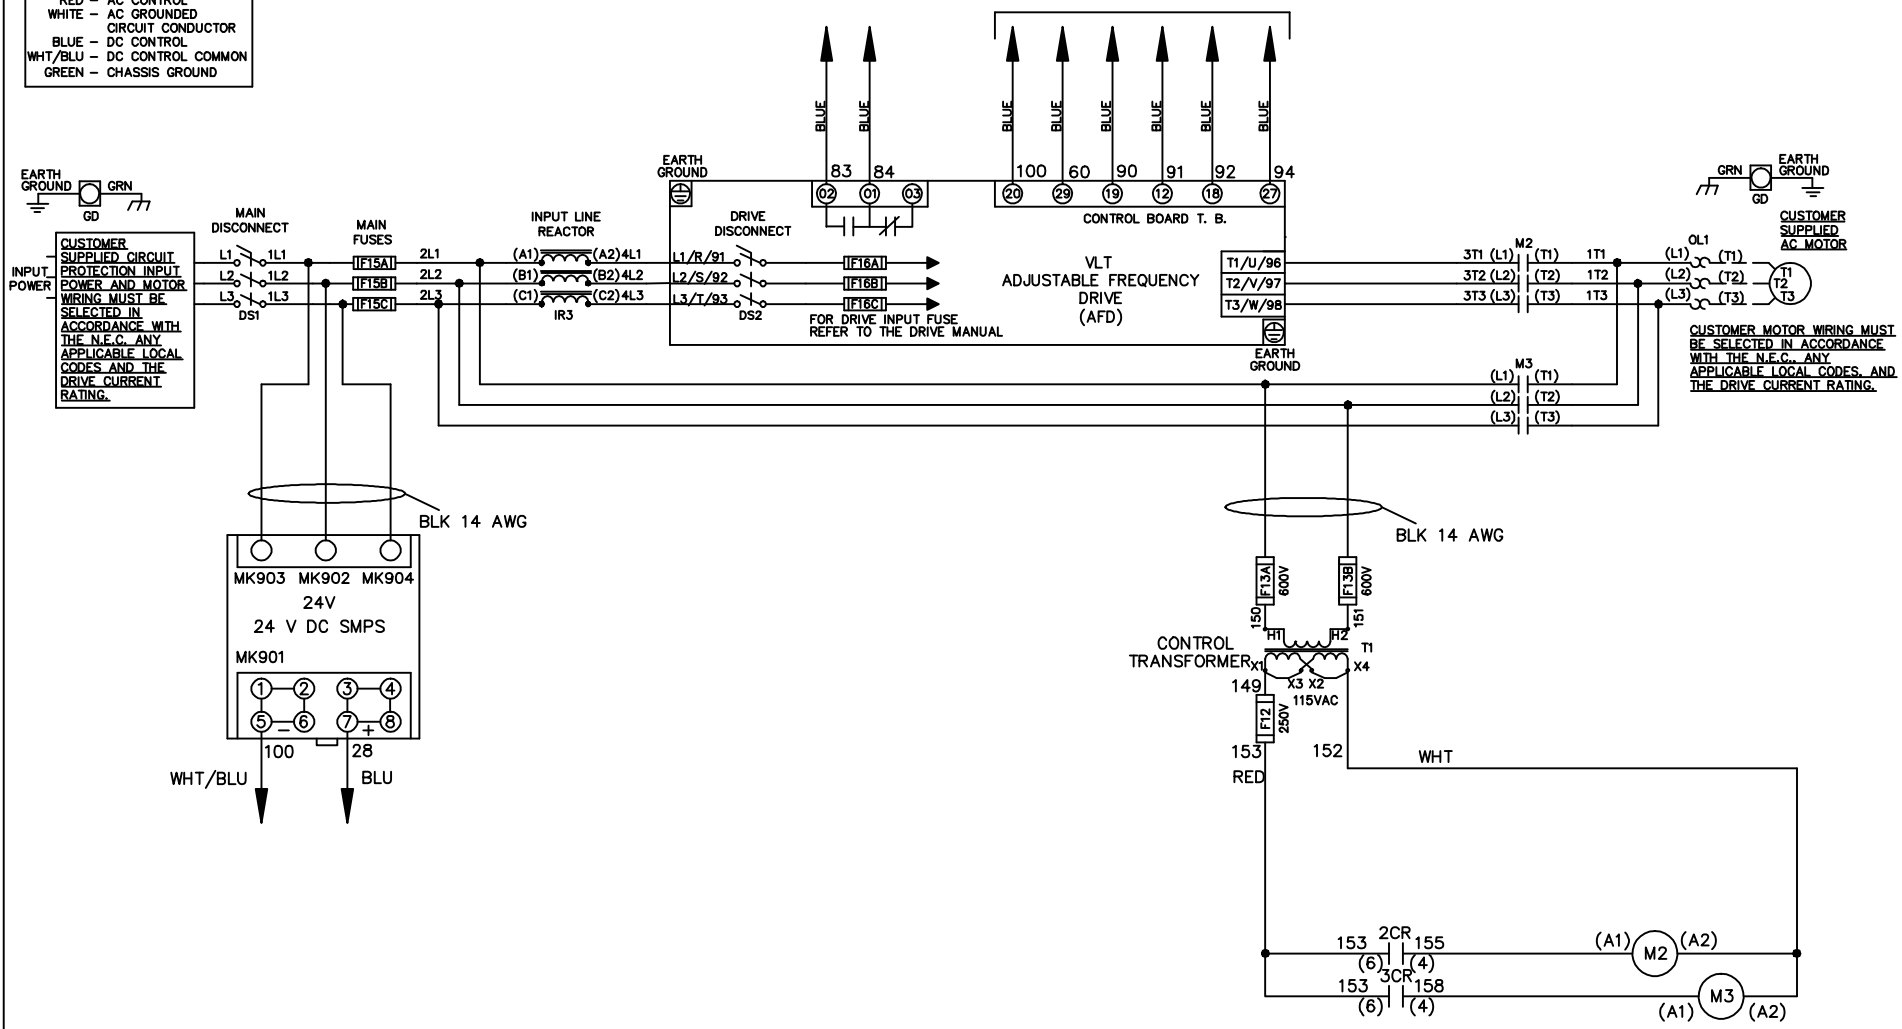 RED – AC CONTROL
WHITE – AC GROUNDED
CIRCUIT CONDUCTOR
BLUE – DC CONTROL
WHT/BLU – DC CONTROL COMMON
GREEN – CHASSIS GROUND
BLUE
BLUE
BLUE
BLUE
BLUE
BLUE
BLUE
BLUE
EARTH
GROUND
GRN
GD
EARTH
GROUND
83 84
02 01 03
100 60 90 91 92 94
20 29 19 12 18 27
CONTROL BOARD T. B.
GRN
EARTH
GROUND
GD
CUSTOMER
SUPPLIED
AC MOTOR
INPUT
POWER
CUSTOMER
SUPPLIED CIRCUIT
PROTECTION INPUT
POWER AND MOTOR
WIRING MUST BE
SELECTED IN
ACCORDANCE WITH
THE N.E.C. ANY
APPLICABLE LOCAL
CODES AND THE
DRIVE CURRENT
RATING.
MAIN
DISCONNECT
L1 1L1
L2 1L2
L3 1L3
DS1
MAIN
FUSES
F15A 2L1
F15B 2L2
F15C 2L3
INPUT LINE
REACTOR
(A1) (A2) 4L1
(B1) (B2) 4L2
(C1) (C2) 4L3
IR3
DRIVE
DISCONNECT
L1/R/91
L2/S/92
L3/T/93
DS2
F16A
F16B
F16C
FOR DRIVE INPUT FUSE
REFER TO THE DRIVE MANUAL
VLT
ADJUSTABLE FREQUENCY
DRIVE
(AFD)
T1/U/96
T2/V/97
T3/W/98
EARTH
GROUND
M2
3T1 (L1) (T1) 1T1
3T2 (L2) (T2) 1T2
3T3 (L3) (T3) 1T3
OL1
(L1) (T1)
(L2) (T2)
(L3) (T3)
T1
T2
T3
CUSTOMER MOTOR WIRING MUST
BE SELECTED IN ACCORDANCE
WITH THE N.E.C., ANY
APPLICABLE LOCAL CODES, AND
THE DRIVE CURRENT RATING.
M3
(L1) (T1)
(L2) (T2)
(L3) (T3)
BLK 14 AWG
MK903 MK902 MK904
24V
24 V DC SMPS
MK901
1 2 3 4
5 6 7 8
– +
100 28
WHT/BLU BLU
BLK 14 AWG
F13A 600V
F13B 600V
150 151
H1 H2
T1
CONTROL
TRANSFORMER
X1 X3 X2 X4
115VAC
149
F12 250V
153 152
RED
WHT
2CR
153 155
(6) (4)
(A1) M2 (A2)
3CR
153 158
(6) (4)
(A1) M3 (A2)